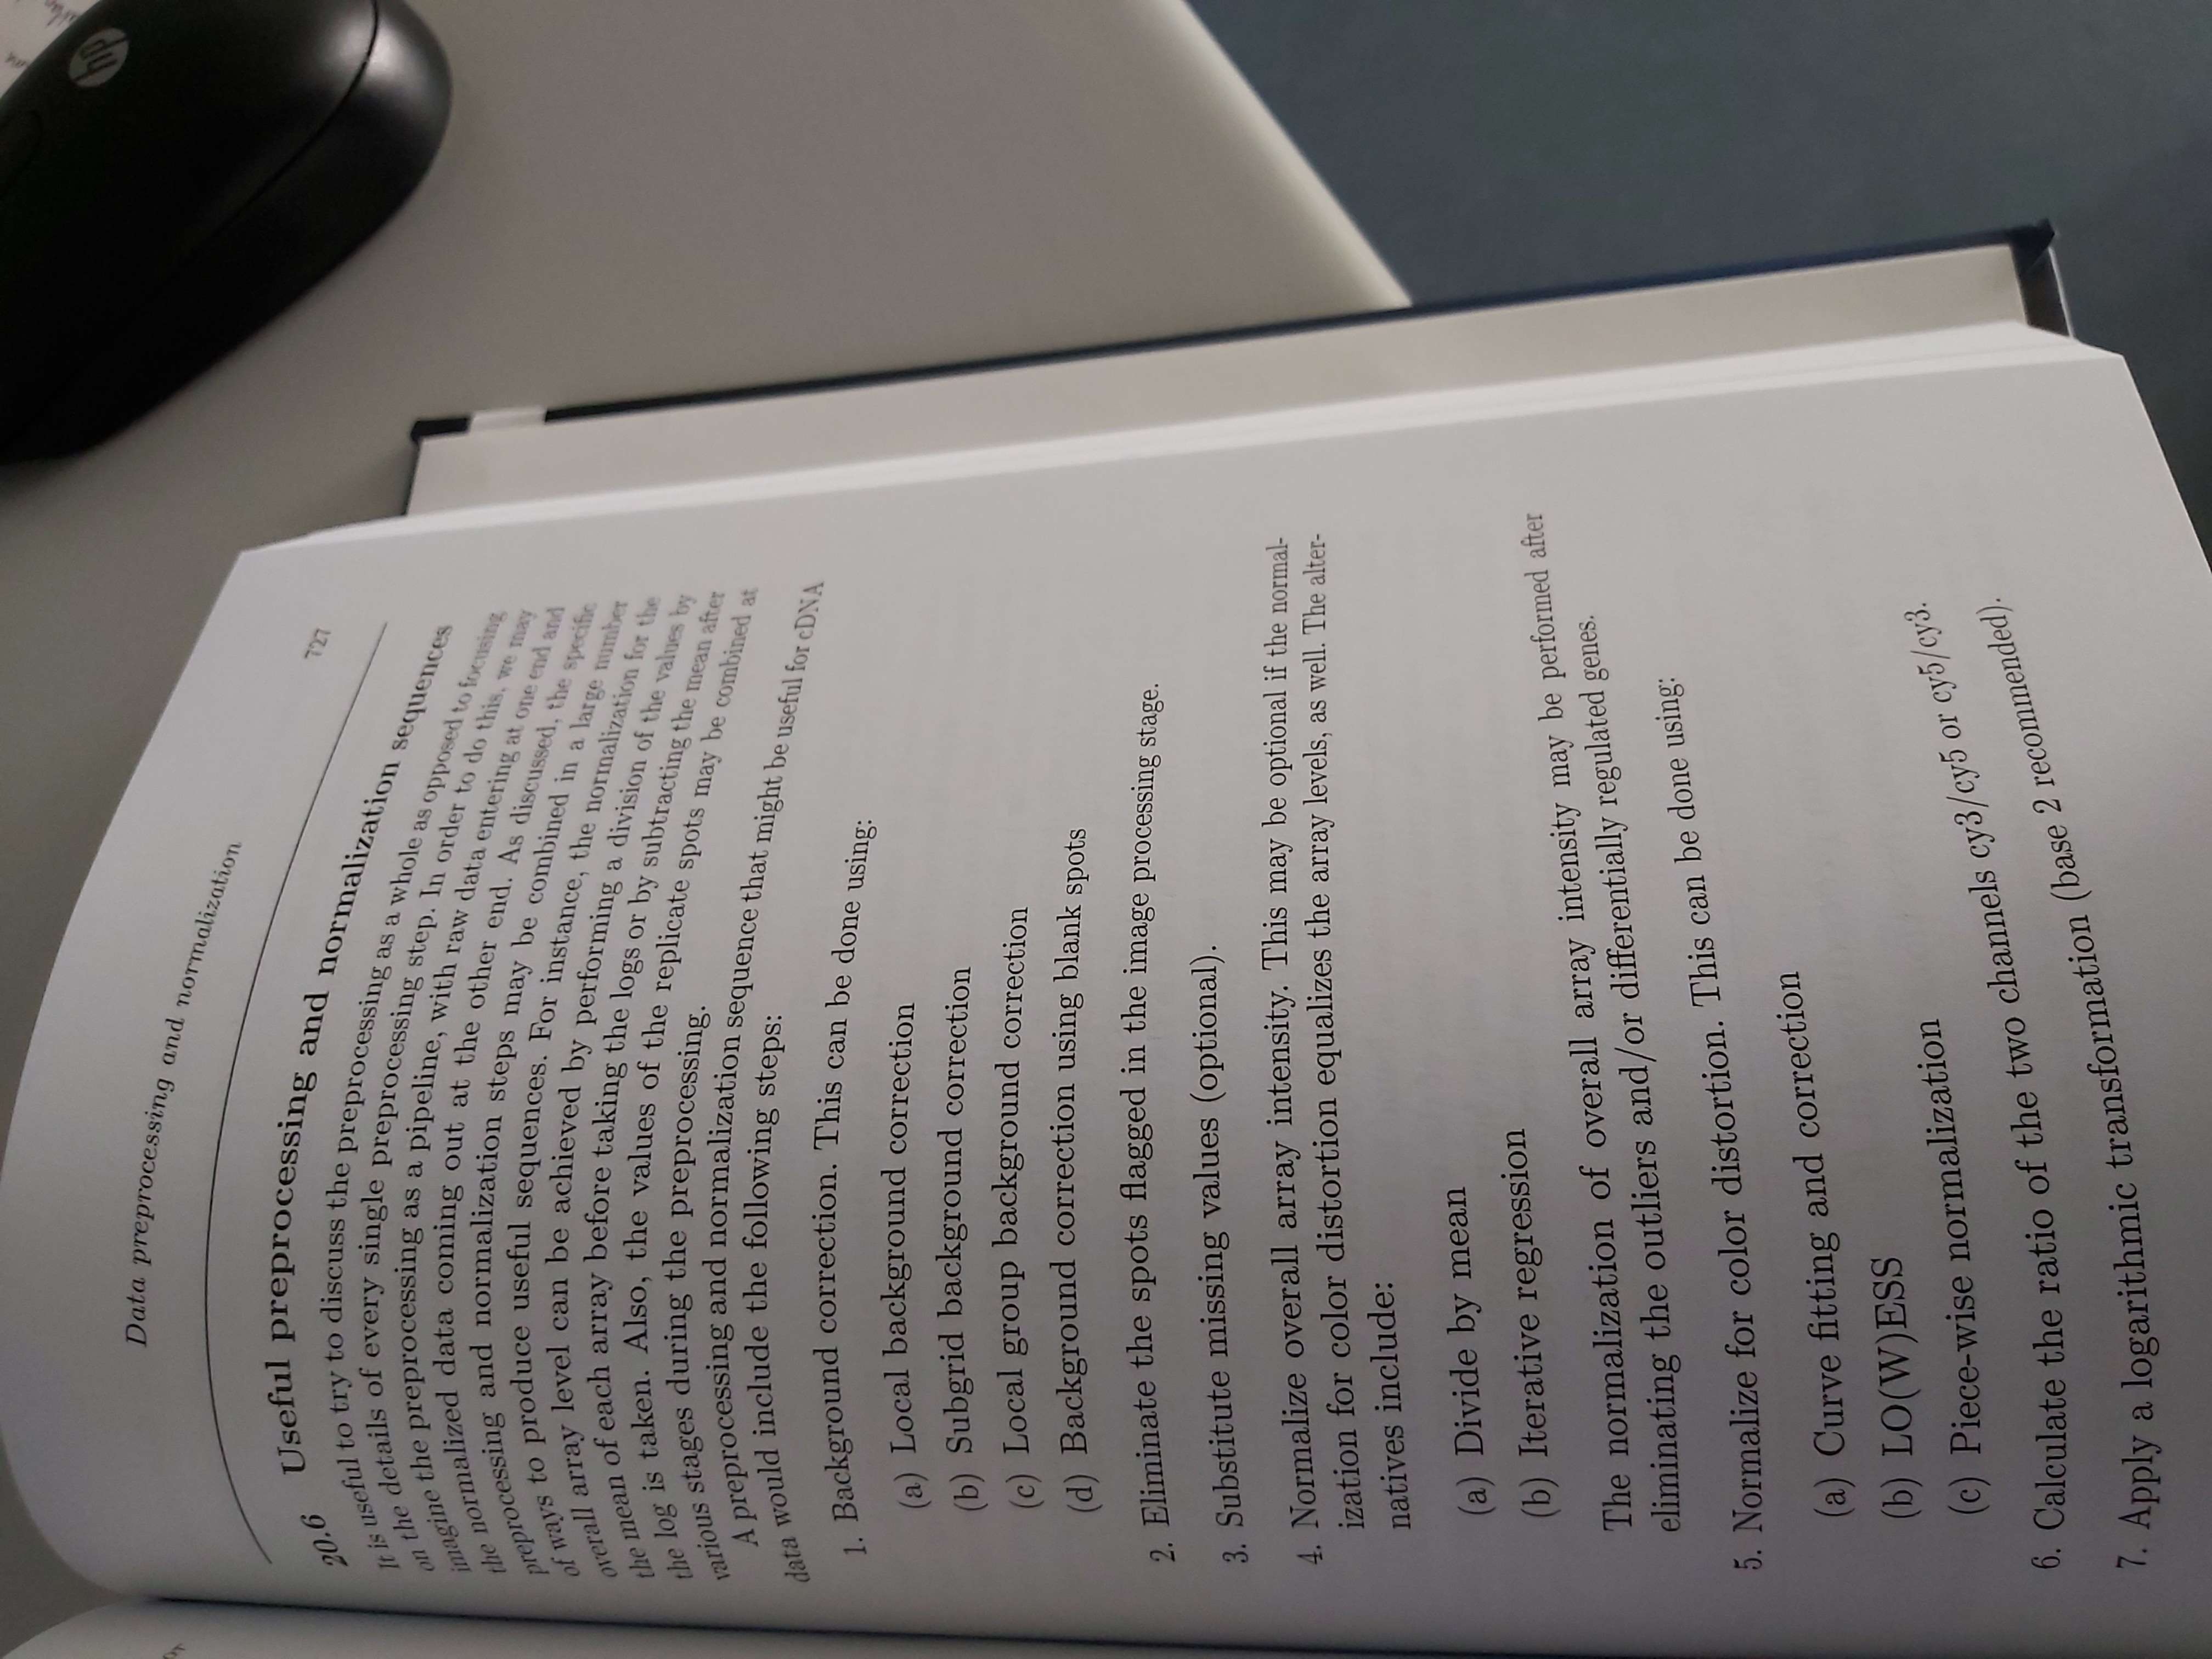 Data preprocessing and normalization
727
20.6 Useful preprocessing and normalization sequences
It is useful to try to discuss the preprocessing as a whole as opposed to focusing
on the details of every single preprocessing step. In order to do this, we may
imagine the preprocessing as a pipeline, with raw data entering at one end and
the normalized data coming out at the other end. As discussed, the specific
preprocessing and normalization steps may be combined in a large number
of ways to produce useful sequences. For instance, the normalization for the
overall array level can be achieved by performing a division of the values by
the mean of each array before taking the logs or by subtracting the mean after
the log is taken. Also, the values of the replicate spots may be combined at
various stages during the preprocessing.
A preprocessing and normalization sequence that might be useful for cDNA
data would include the following steps:
1. Background correction. This can be done using:
(a) Local background correction
(b) Subgrid background correction
(c) Local group background correction
(d) Background correction using blank spots
2. Eliminate the spots flagged in the image processing stage.
3. Substitute missing values (optional).
4. Normalize overall array intensity. This may be optional if the normal-
ization for color distortion equalizes the array levels, as well. The alter-
natives include:
(a) Divide by mean
(b) Iterative regression
The normalization of overall array intensity may be performed after
eliminating the outliers and/or differentially regulated genes.
5. Normalize for color distortion. This can be done using:
(a) Curve fitting and correction
(b) LO(W)ESS
(c) Piece-wise normalization
6. Calculate the ratio of the two channels cy3/cy5 or cy5/cy3.
7. Apply a logarithmic transformation (base 2 recommended).
hp